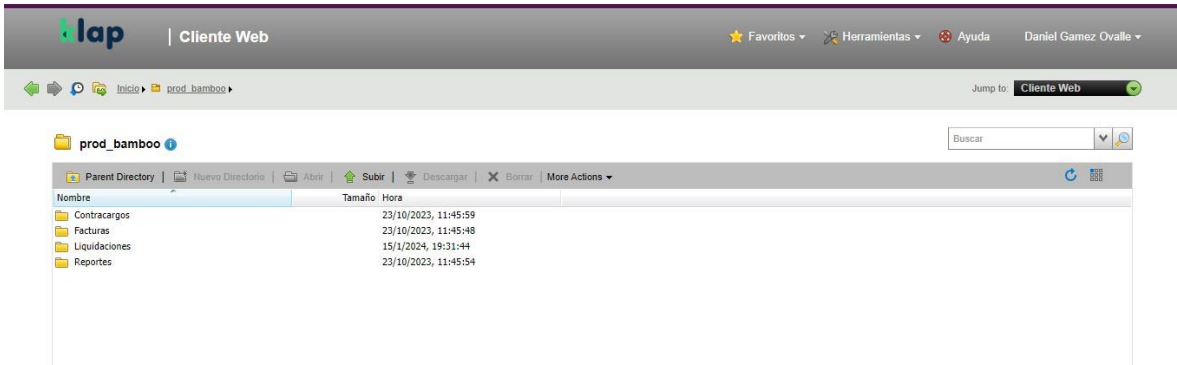 klap | Cliente Web
Favoritos Herramientas Ayuda Daniel Gamez Ovalle
Inicio prod_bamboo Jump to: Cliente Web
prod_bamboo Buscar
Parent Directory | Nuevo Directorio | Abrir | Subir | Descargar | Borrar | More Actions
Nombre Tamaño Hora
Contracargos 23/10/2023, 11:45:59
Facturas 23/10/2023, 11:45:48
Liquidaciones 15/1/2024, 19:31:44
Reportes 23/10/2023, 11:45:54